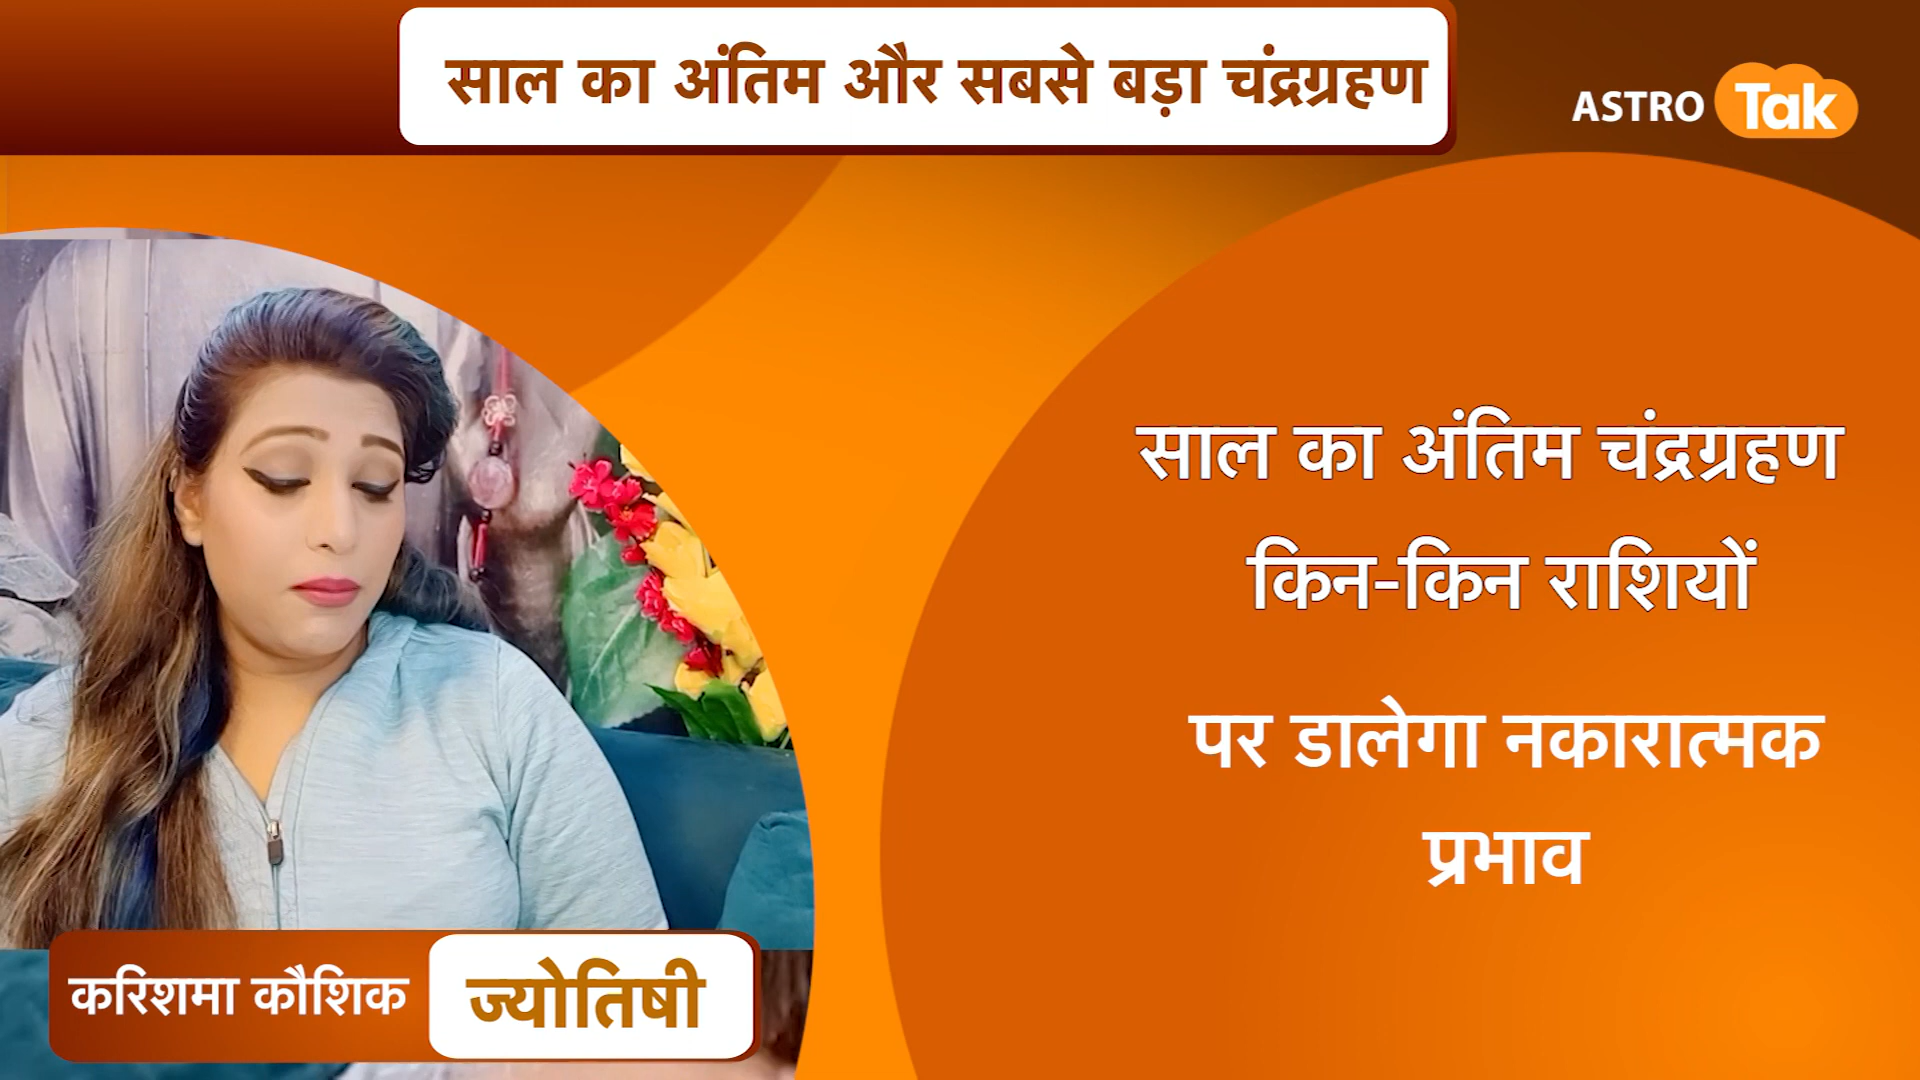 साल का अंतिम और सबसे बड़ा चंद्रग्रहण
ASTRO Tak
साल का अंतिम चंद्रग्रहण
किन-किन राशियों
पर डालेगा नकारात्मक
प्रभाव
करिशमा कौशिक
ज्योतिषी